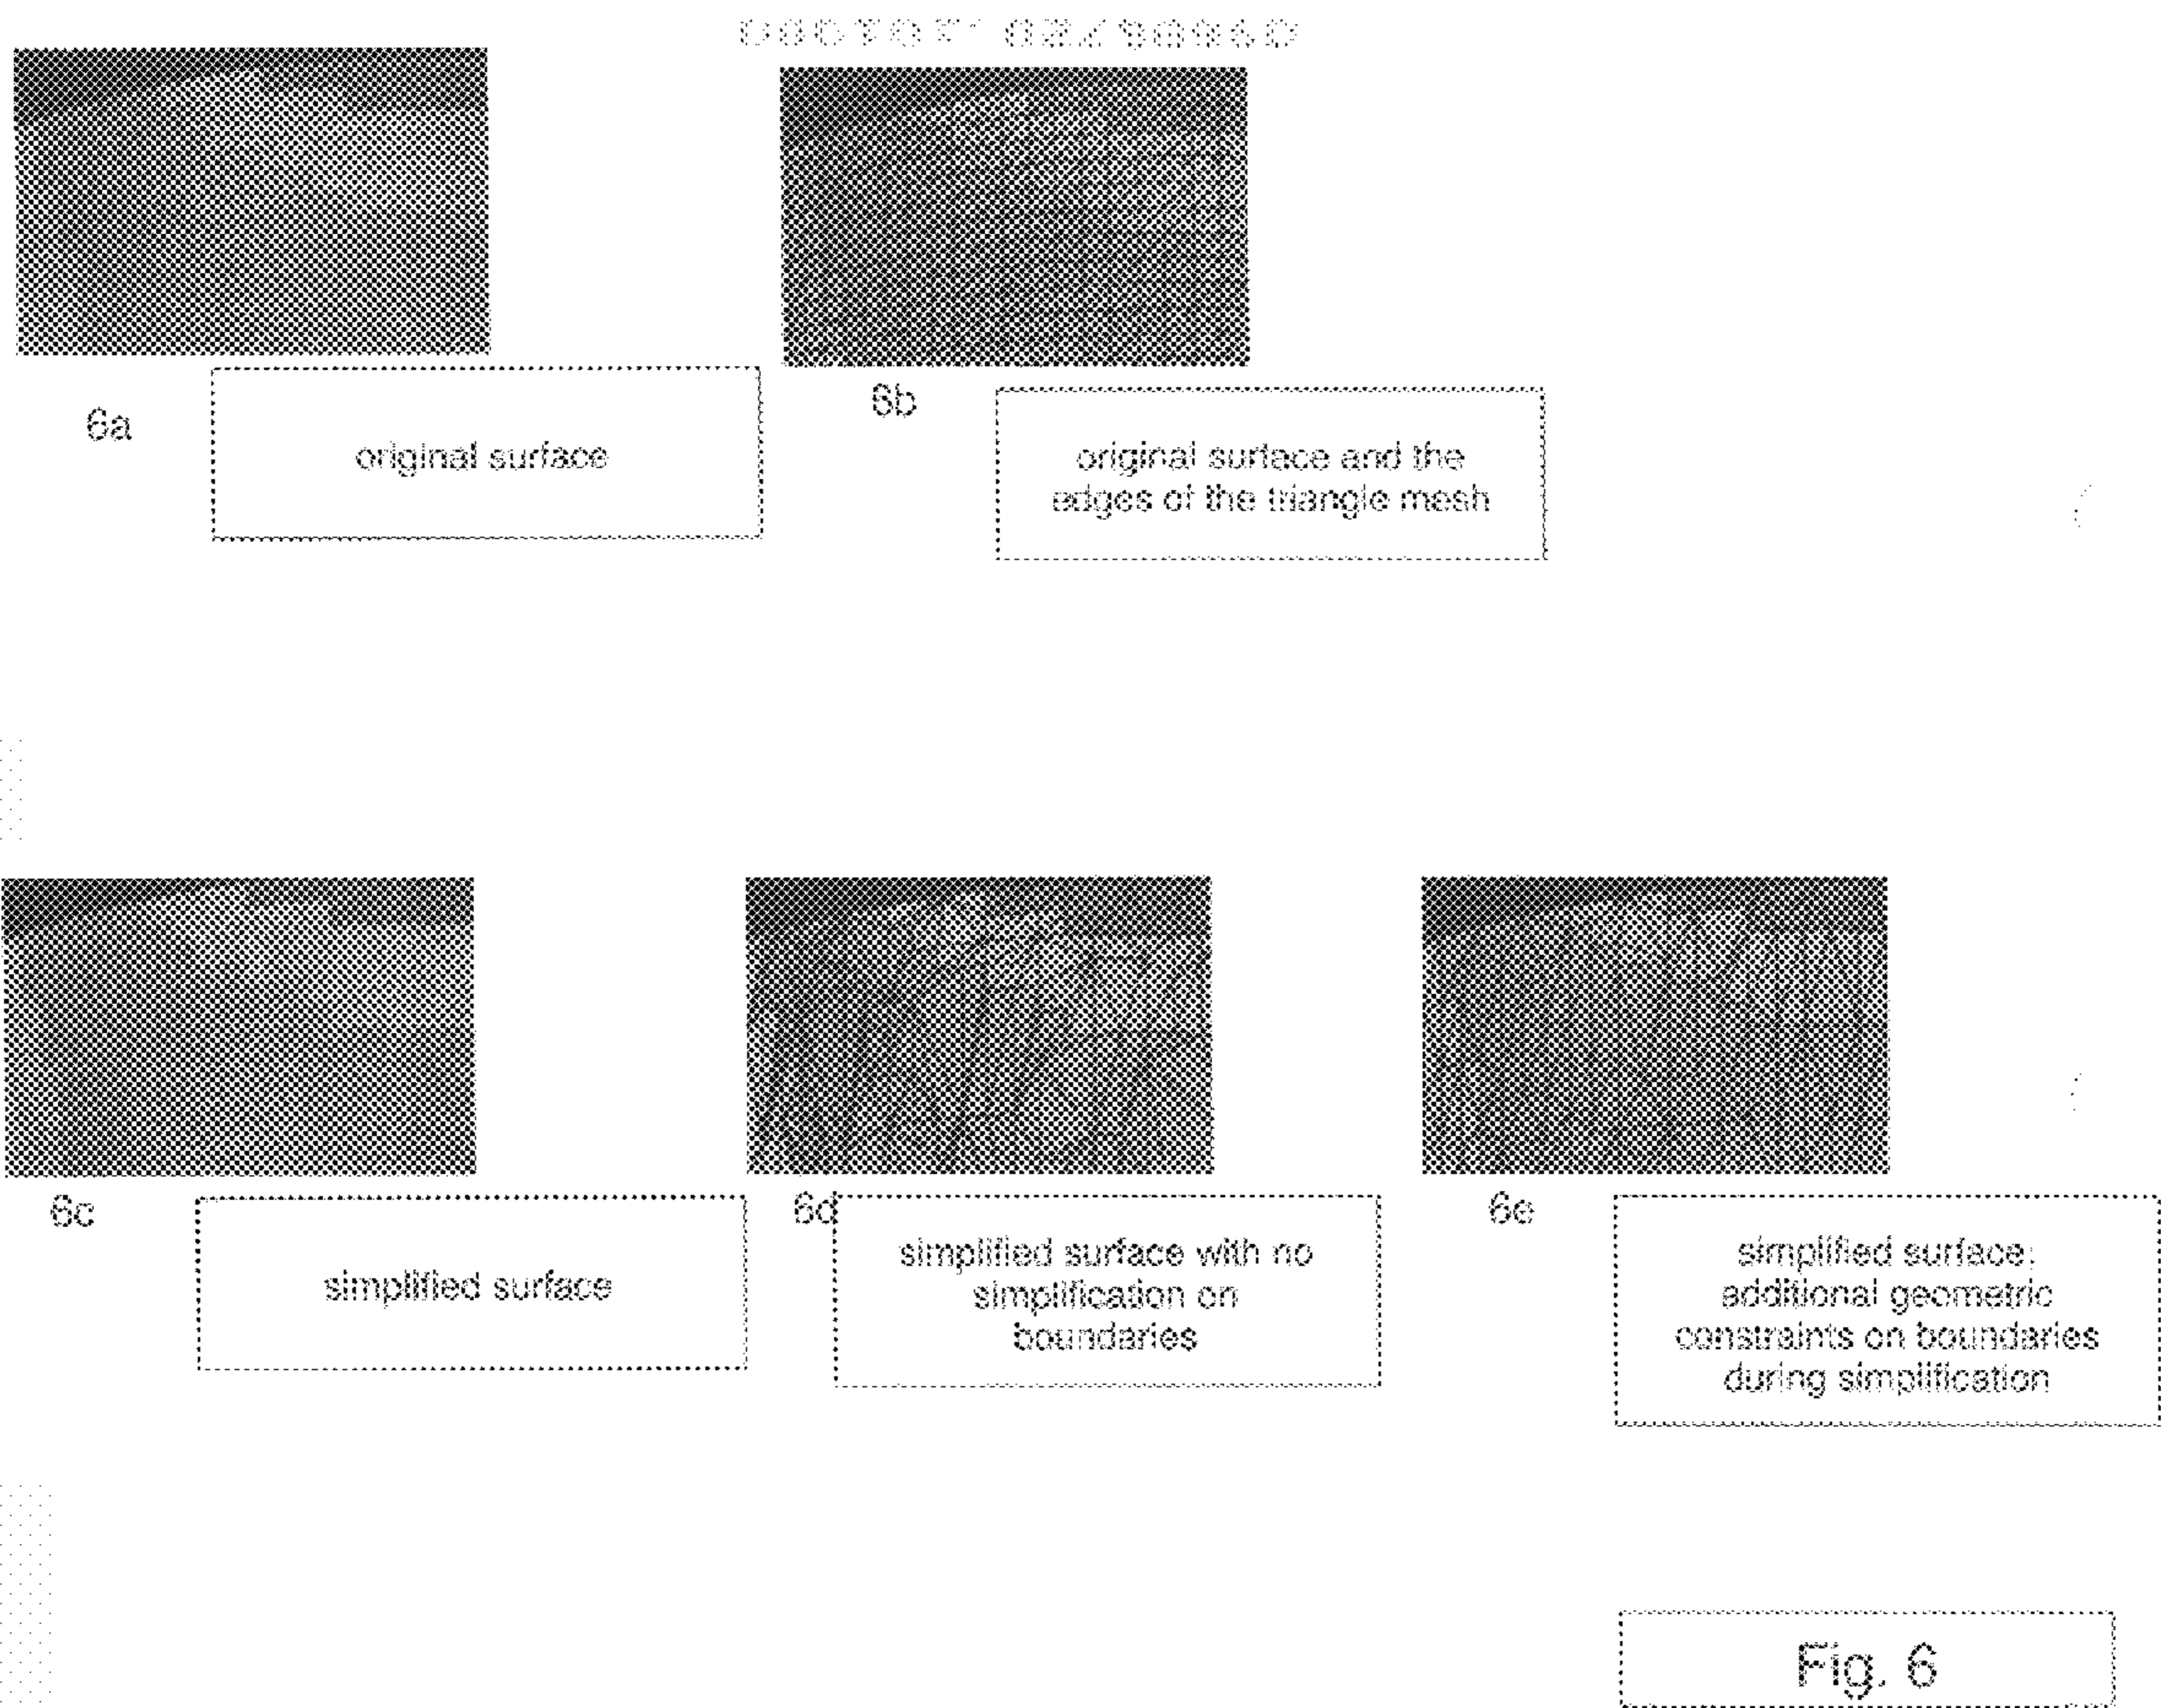 6a
original surface
6b
original surface and the
edges of the triangle mesh
6c
simplified surface
6d
simplified surface with no
simplification on
boundaries
6e
simplified surface;
additional geometric
constraints on boundaries
during simplification
Fig. 6